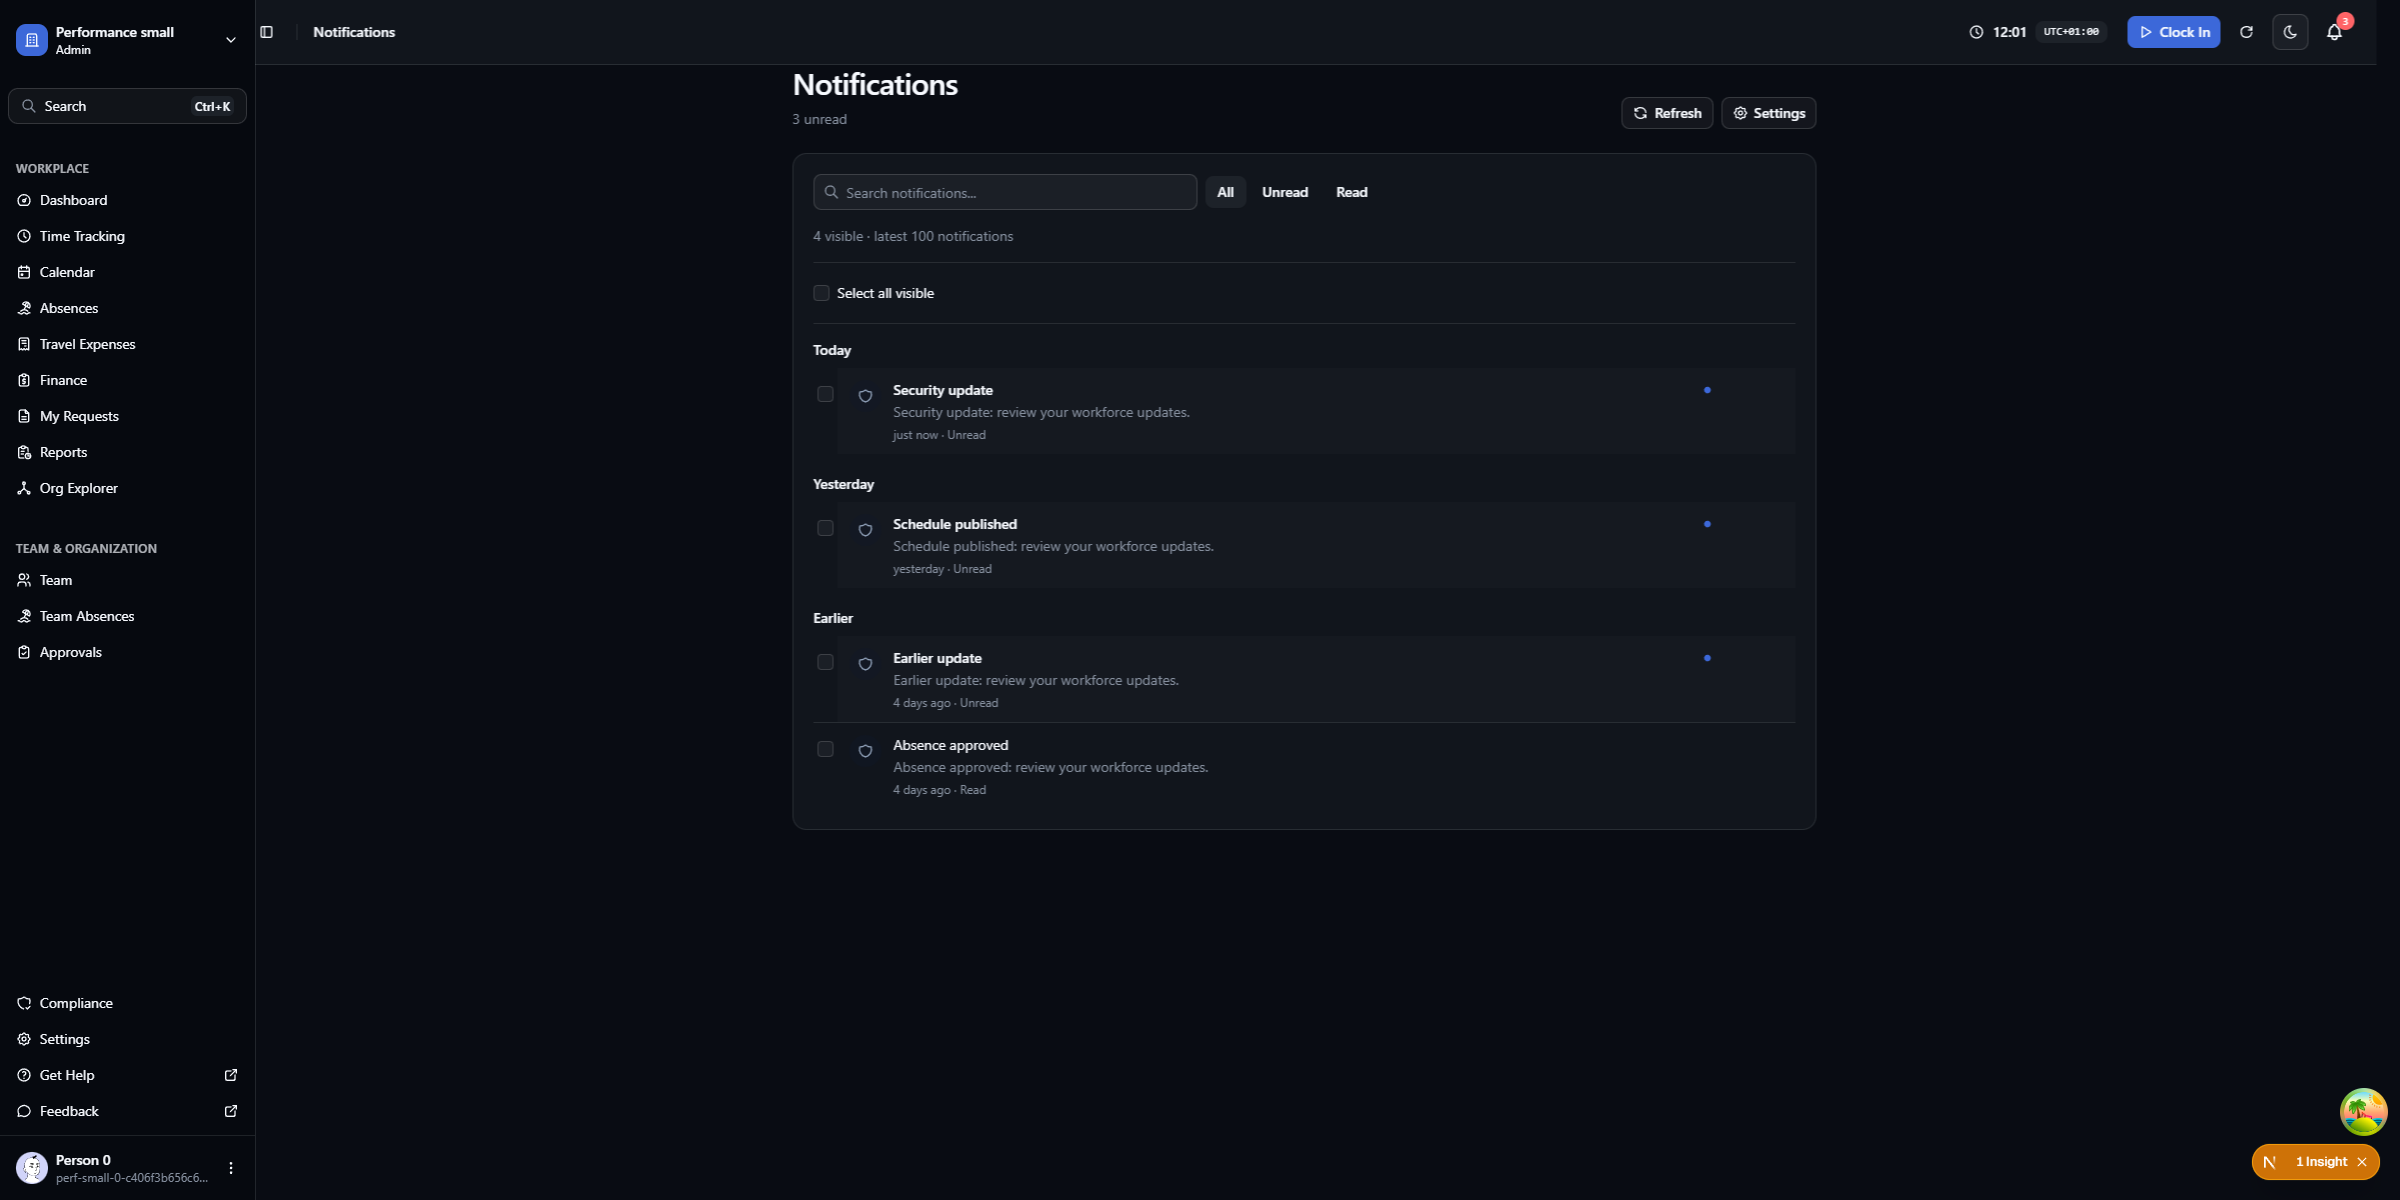 Performance small
Admin
Search
Ctrl+K
WORKPLACE
Dashboard
Time Tracking
Calendar
Absences
Travel Expenses
Finance
My Requests
Reports
Org Explorer
TEAM & ORGANIZATION
Team
Team Absences
Approvals
Compliance
Settings
Get Help
Feedback
Person 0
perf-small-0-c406f3b656c6...
Notifications
12:01
UTC+01:00
Clock In
3
Notifications
3 unread
Refresh
Settings
Search notifications...
All
Unread
Read
4 visible · latest 100 notifications
Select all visible
Today
Security update
Security update: review your workforce updates.
just now · Unread
Yesterday
Schedule published
Schedule published: review your workforce updates.
yesterday · Unread
Earlier
Earlier update
Earlier update: review your workforce updates.
4 days ago · Unread
Absence approved
Absence approved: review your workforce updates.
4 days ago · Read
N
1 Insight